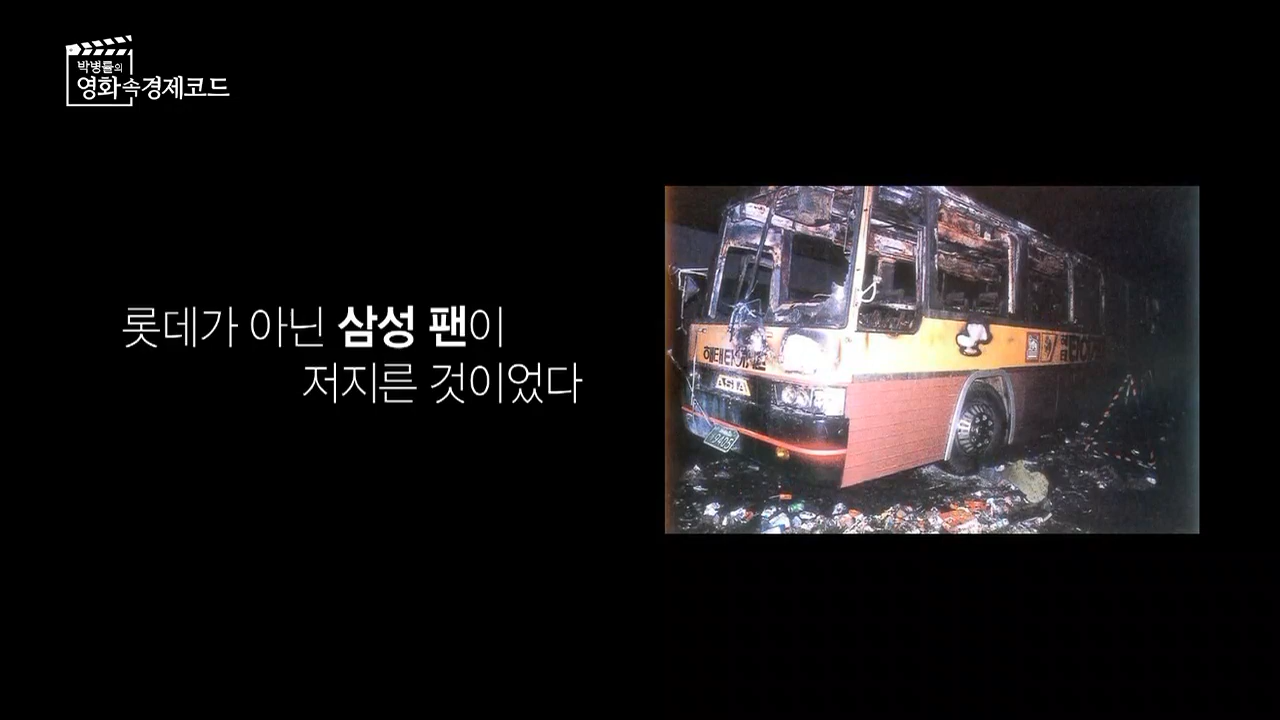 박병률의
영화속경제코드
롯데가 아닌 삼성 팬이
저지른 것이었다
해태타이거즈
ASIA
9405